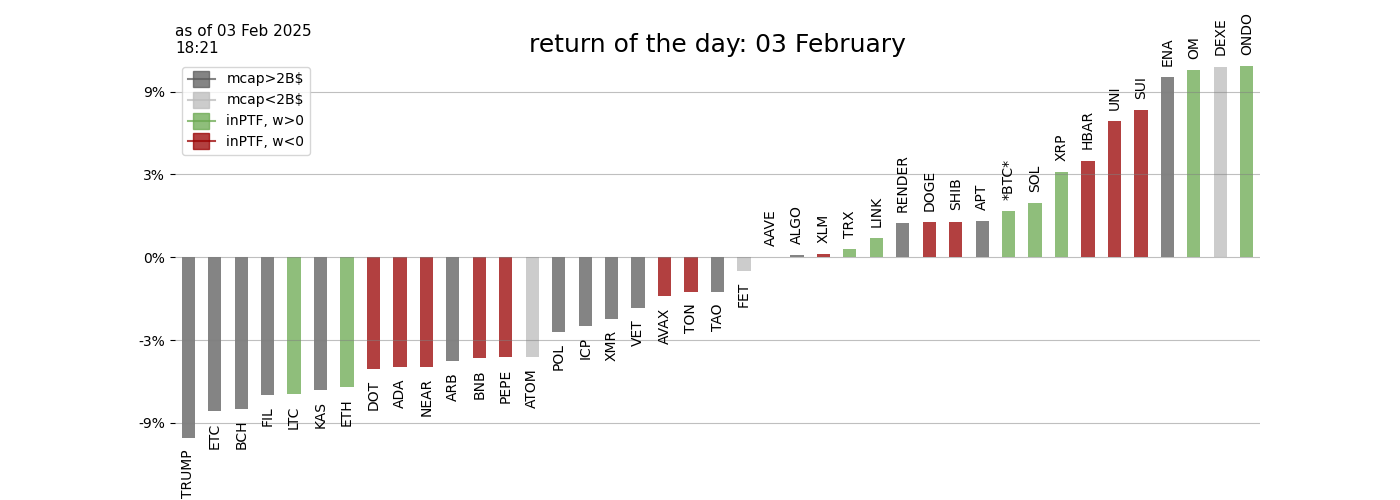 as of 03 Feb 2025
18:21
return of the day: 03 February
mcap>2B$
mcap<2B$
inPTF, w>0
inPTF, w<0
9%
3%
0%
-3%
-9%
TRUMP
ETC
BCH
FIL
LTC
KAS
ETH
DOT
ADA
NEAR
ARB
BNB
PEPE
ATOM
POL
ICP
XMR
VET
AVAX
TON
TAO
FET
AAVE
ALGO
XLM
TRX
LINK
RENDER
DOGE
SHIB
APT
*BTC*
SOL
XRP
HBAR
UNI
SUI
ENA
OM
DEXE
ONDO